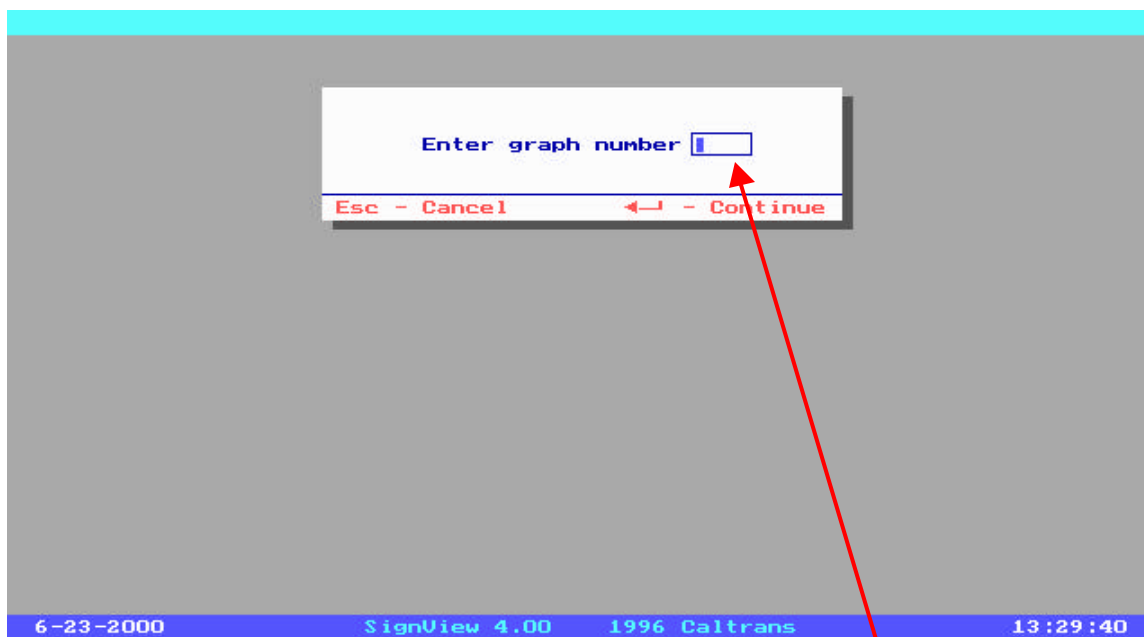 Enter graph number
Esc - Cancel ◄─┘ - Continue
6-23-2000 SignView 4.00 1996 Caltrans 13:29:40